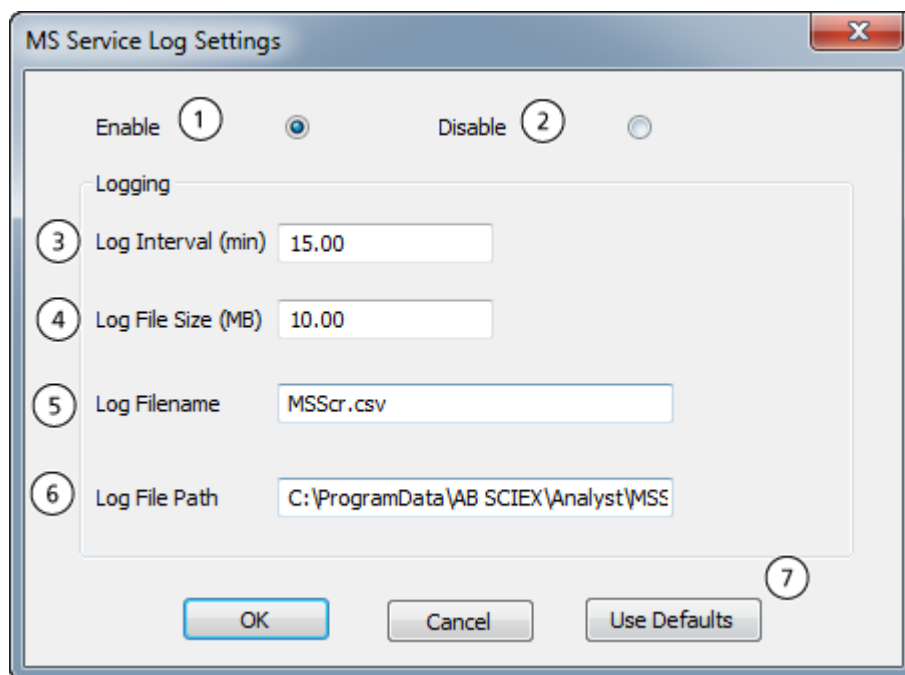 MS Service Log Settings
Enable 1 Disable 2
Logging
3 Log Interval (min) 15.00
4 Log File Size (MB) 10.00
5 Log Filename MSScr.csv
6 Log File Path C:\ProgramData\AB SCIEX\Analyst\MSS
7
OK Cancel Use Defaults